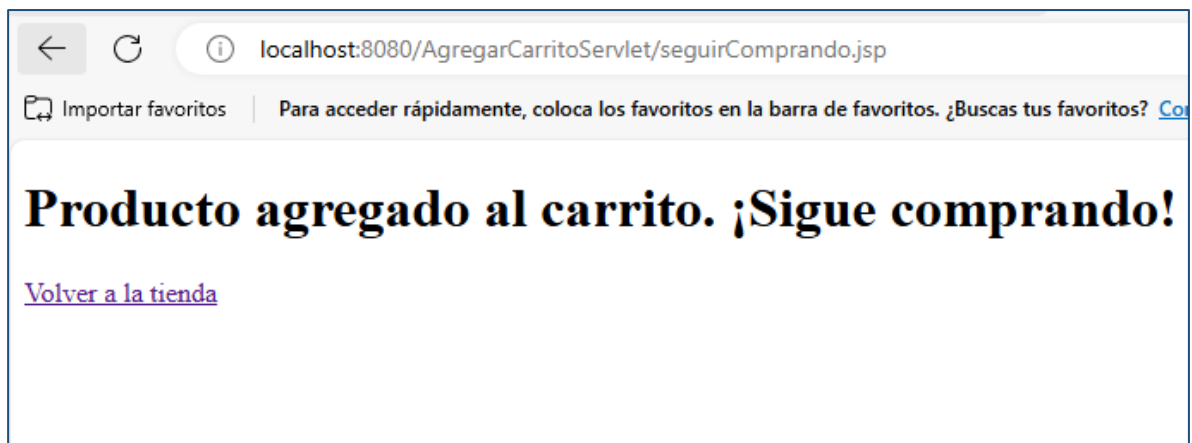 localhost:8080/AgregarCarritoServlet/seguirComprando.jsp
Importar favoritos Para acceder rápidamente, coloca los favoritos en la barra de favoritos. ¿Buscas tus favoritos?
Producto agregado al carrito. ¡Sigue comprando!
Volver a la tienda